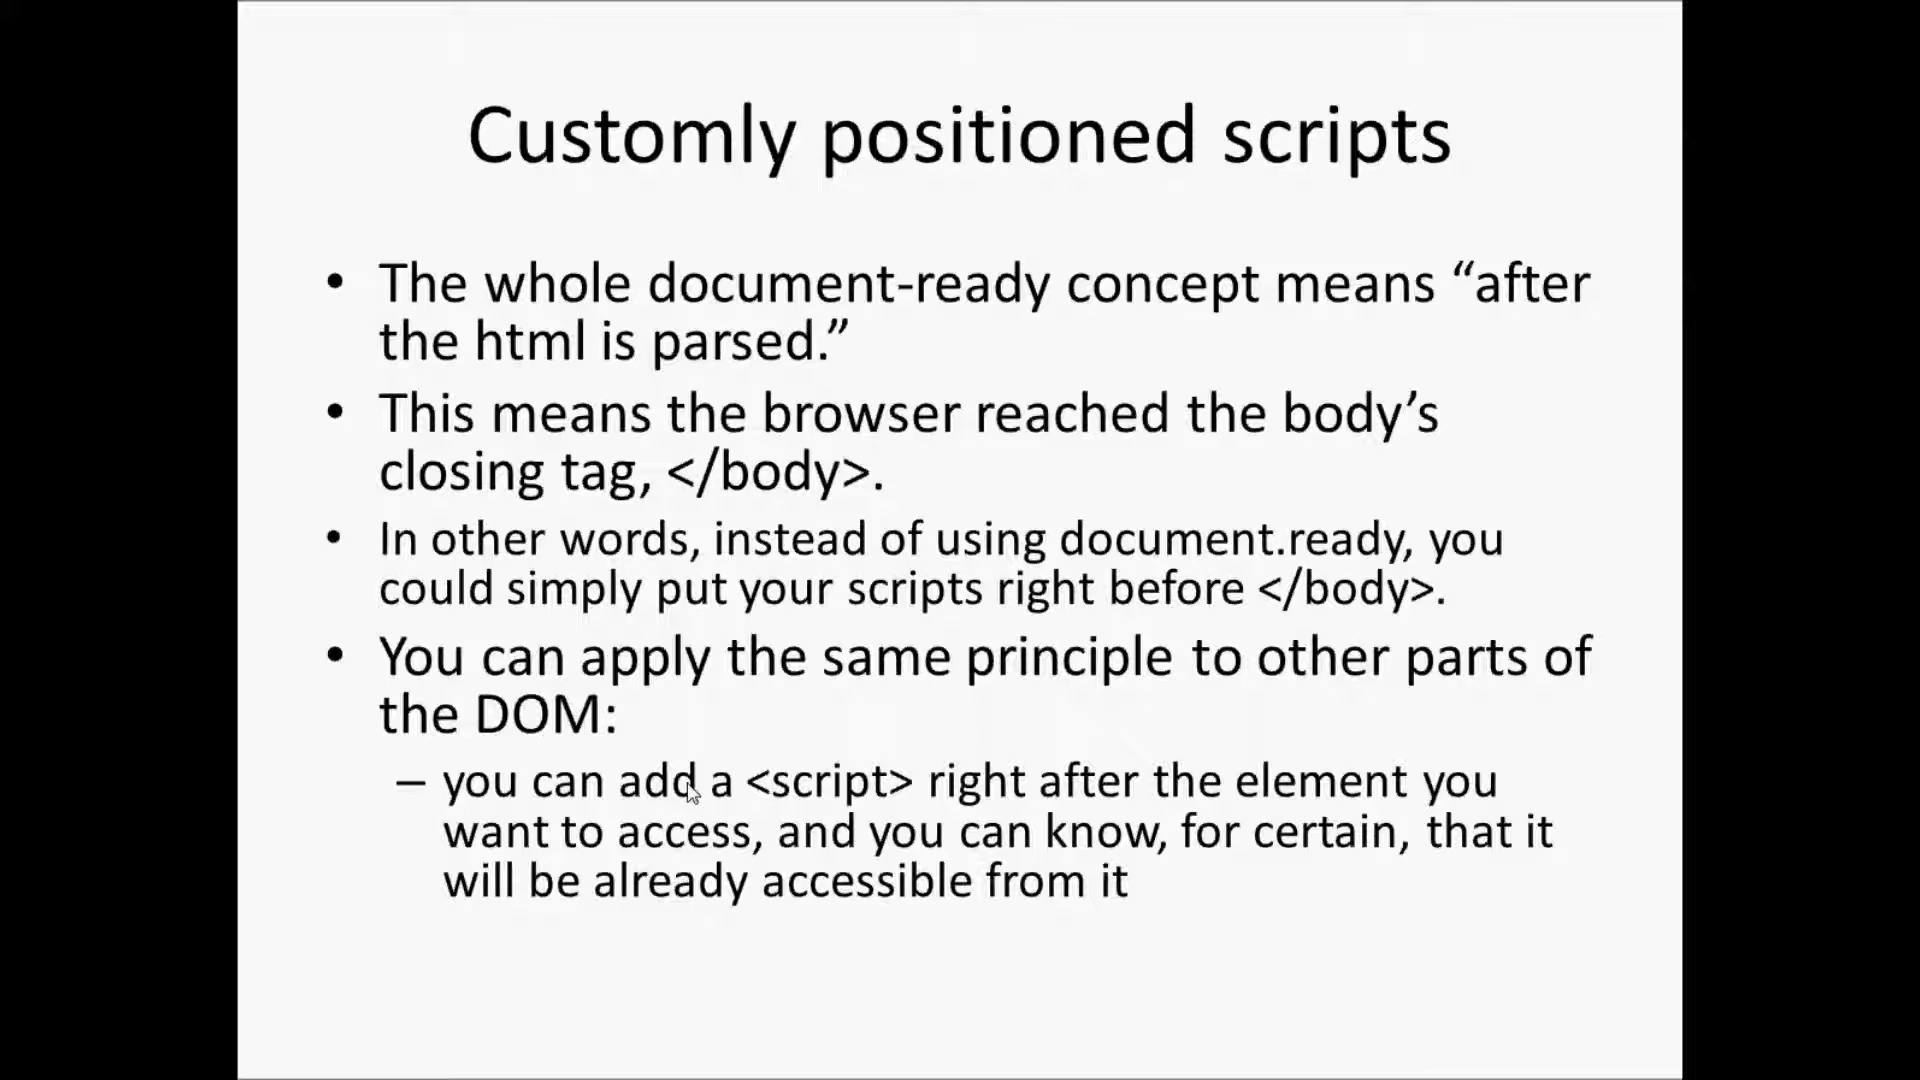 Customly positioned scripts
• The whole document-ready concept means “after
the html is parsed.”
• This means the browser reached the body’s
closing tag, </body>.
• In other words, instead of using document.ready, you
could simply put your scripts right before </body>.
• You can apply the same principle to other parts of
the DOM:
– you can add a <script> right after the element you
want to access, and you can know, for certain, that it
will be already accessible from it